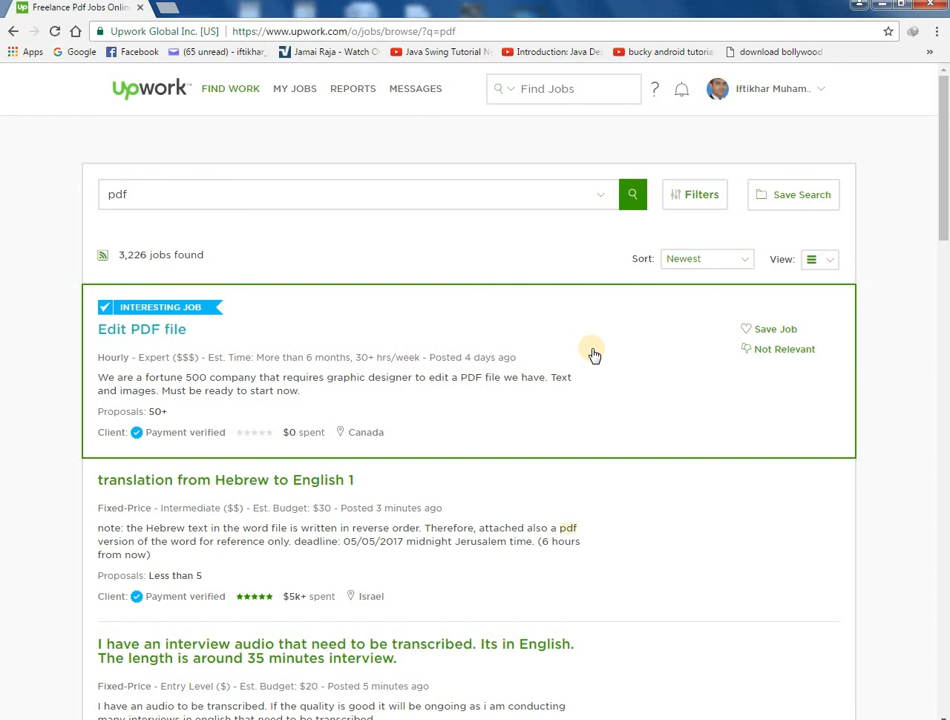 Freelance Pdf Jobs Onlin
Upwork Global Inc. [US] https://www.upwork.com/o/jobs/browse/?q=pdf
Apps Google Facebook (65 unread) - iftikhar_ Jamai Raja - Watch O Java Swing Tutorial N Introduction: Java De bucky android tutoria download bollywood »
upwork FIND WORK MY JOBS REPORTS MESSAGES Find Jobs ? Iftikhar Muham..
pdf Filters Save Search
3,226 jobs found Sort: Newest View:
INTERESTING JOB
Edit PDF file Save Job
Not Relevant
Hourly - Expert ($$$) - Est. Time: More than 6 months, 30+ hrs/week - Posted 4 days ago
We are a fortune 500 company that requires graphic designer to edit a PDF file we have. Text
and images. Must be ready to start now.
Proposals: 50+
Client: Payment verified $0 spent Canada
translation from Hebrew to English 1
Fixed-Price - Intermediate ($$) - Est. Budget: $30 - Posted 3 minutes ago
note: the Hebrew text in the word file is written in reverse order. Therefore, attached also a pdf
version of the word for reference only. deadline: 05/05/2017 midnight Jerusalem time. (6 hours
from now)
Proposals: Less than 5
Client: Payment verified $5k+ spent Israel
I have an interview audio that need to be transcribed. Its in English.
The length is around 35 minutes interview.
Fixed-Price - Entry Level ($) - Est. Budget: $20 - Posted 5 minutes ago
I have an audio to be transcribed. If the quality is good it will be ongoing as i am conducting
many interviews in english that need to be transcribed